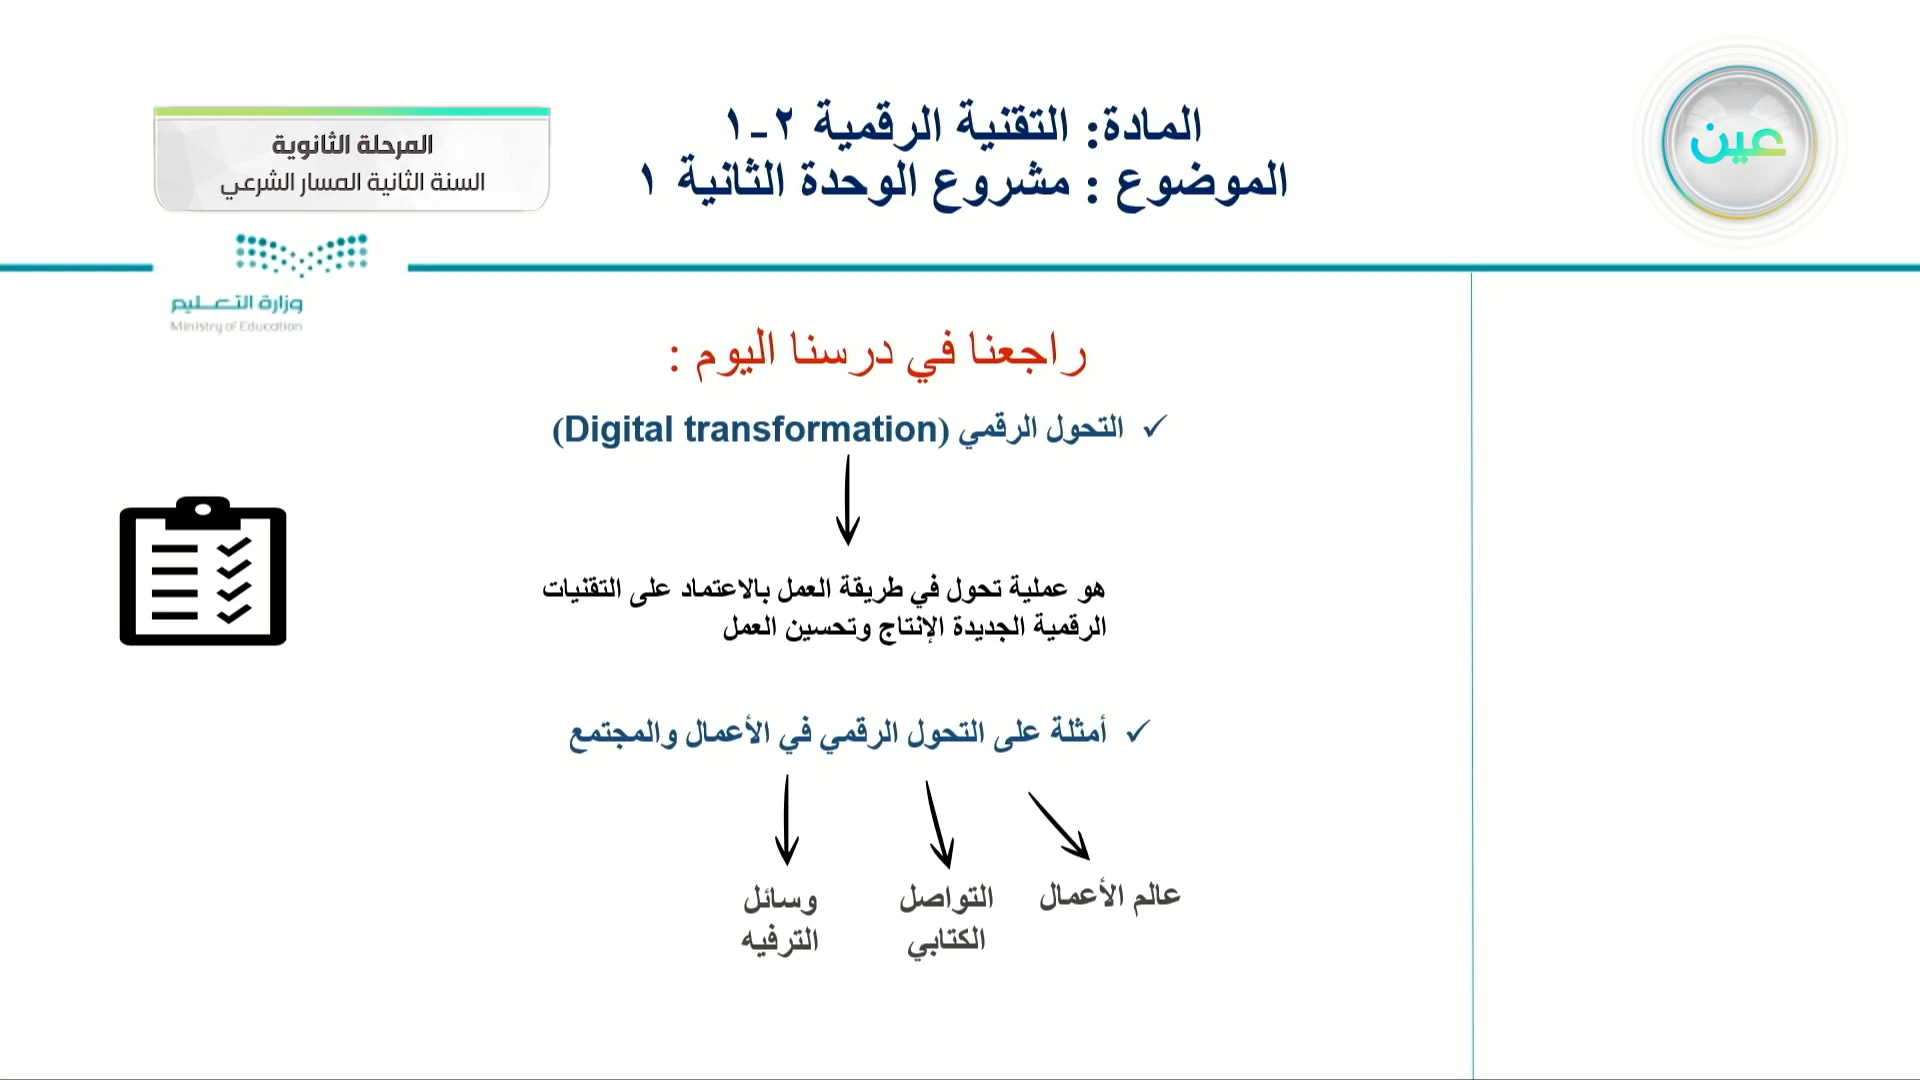 عين
المادة: التقنية الرقمية ٢-١
الموضوع : مشروع الوحدة الثانية ١
المرحلة الثانوية
السنة الثانية المسار الشرعي
وزارة التعليم
Ministry of Education
راجعنا في درسنا اليوم :
✓ التحول الرقمي (Digital transformation)
هو عملية تحول في طريقة العمل بالاعتماد على التقنيات
الرقمية الجديدة الإنتاج وتحسين العمل
✓ أمثلة على التحول الرقمي في الأعمال والمجتمع
عالم الأعمال
التواصل
الكتابي
وسائل
الترفيه